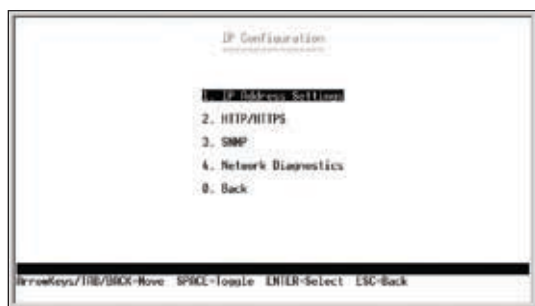 IP Configuration
1. IP Address Settings
2. HTTP/HTTPS
3. SNMP
4. Network Diagnostics
0. Back
ArrowKeys/TAB/BACK=Move SPACE=Toggle ENTER=Select ESC=Back